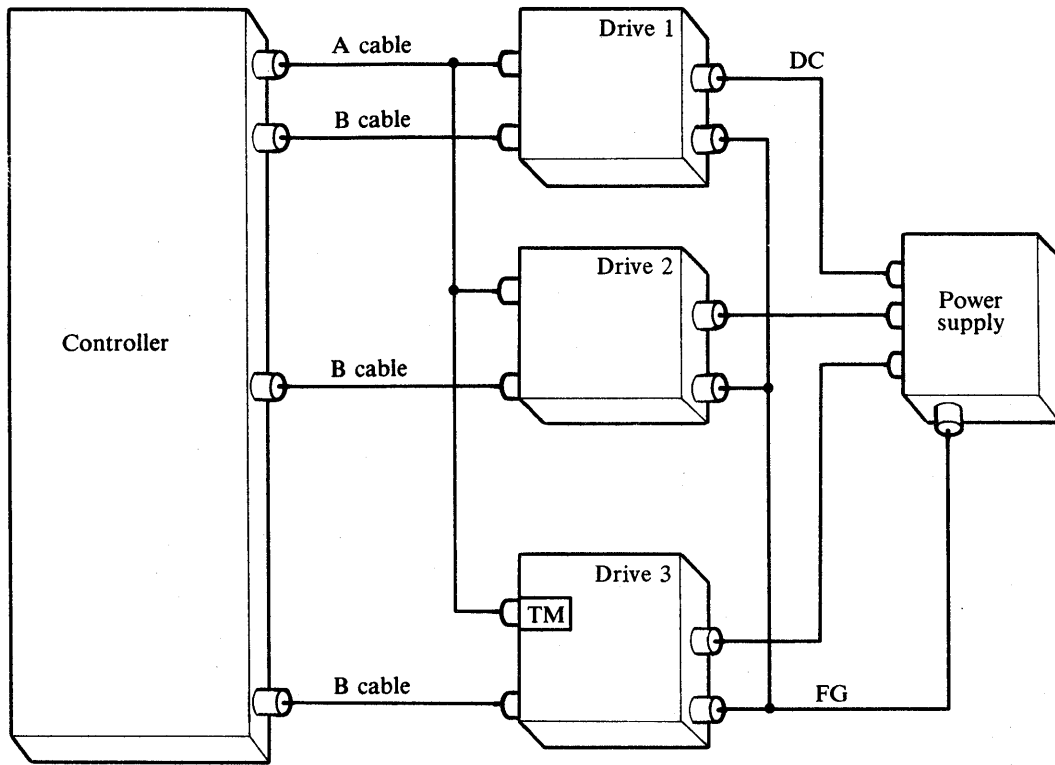 Drive 1
A cable
DC
B cable
Drive 2
Power
supply
Controller
B cable
Drive 3
TM
B cable
FG